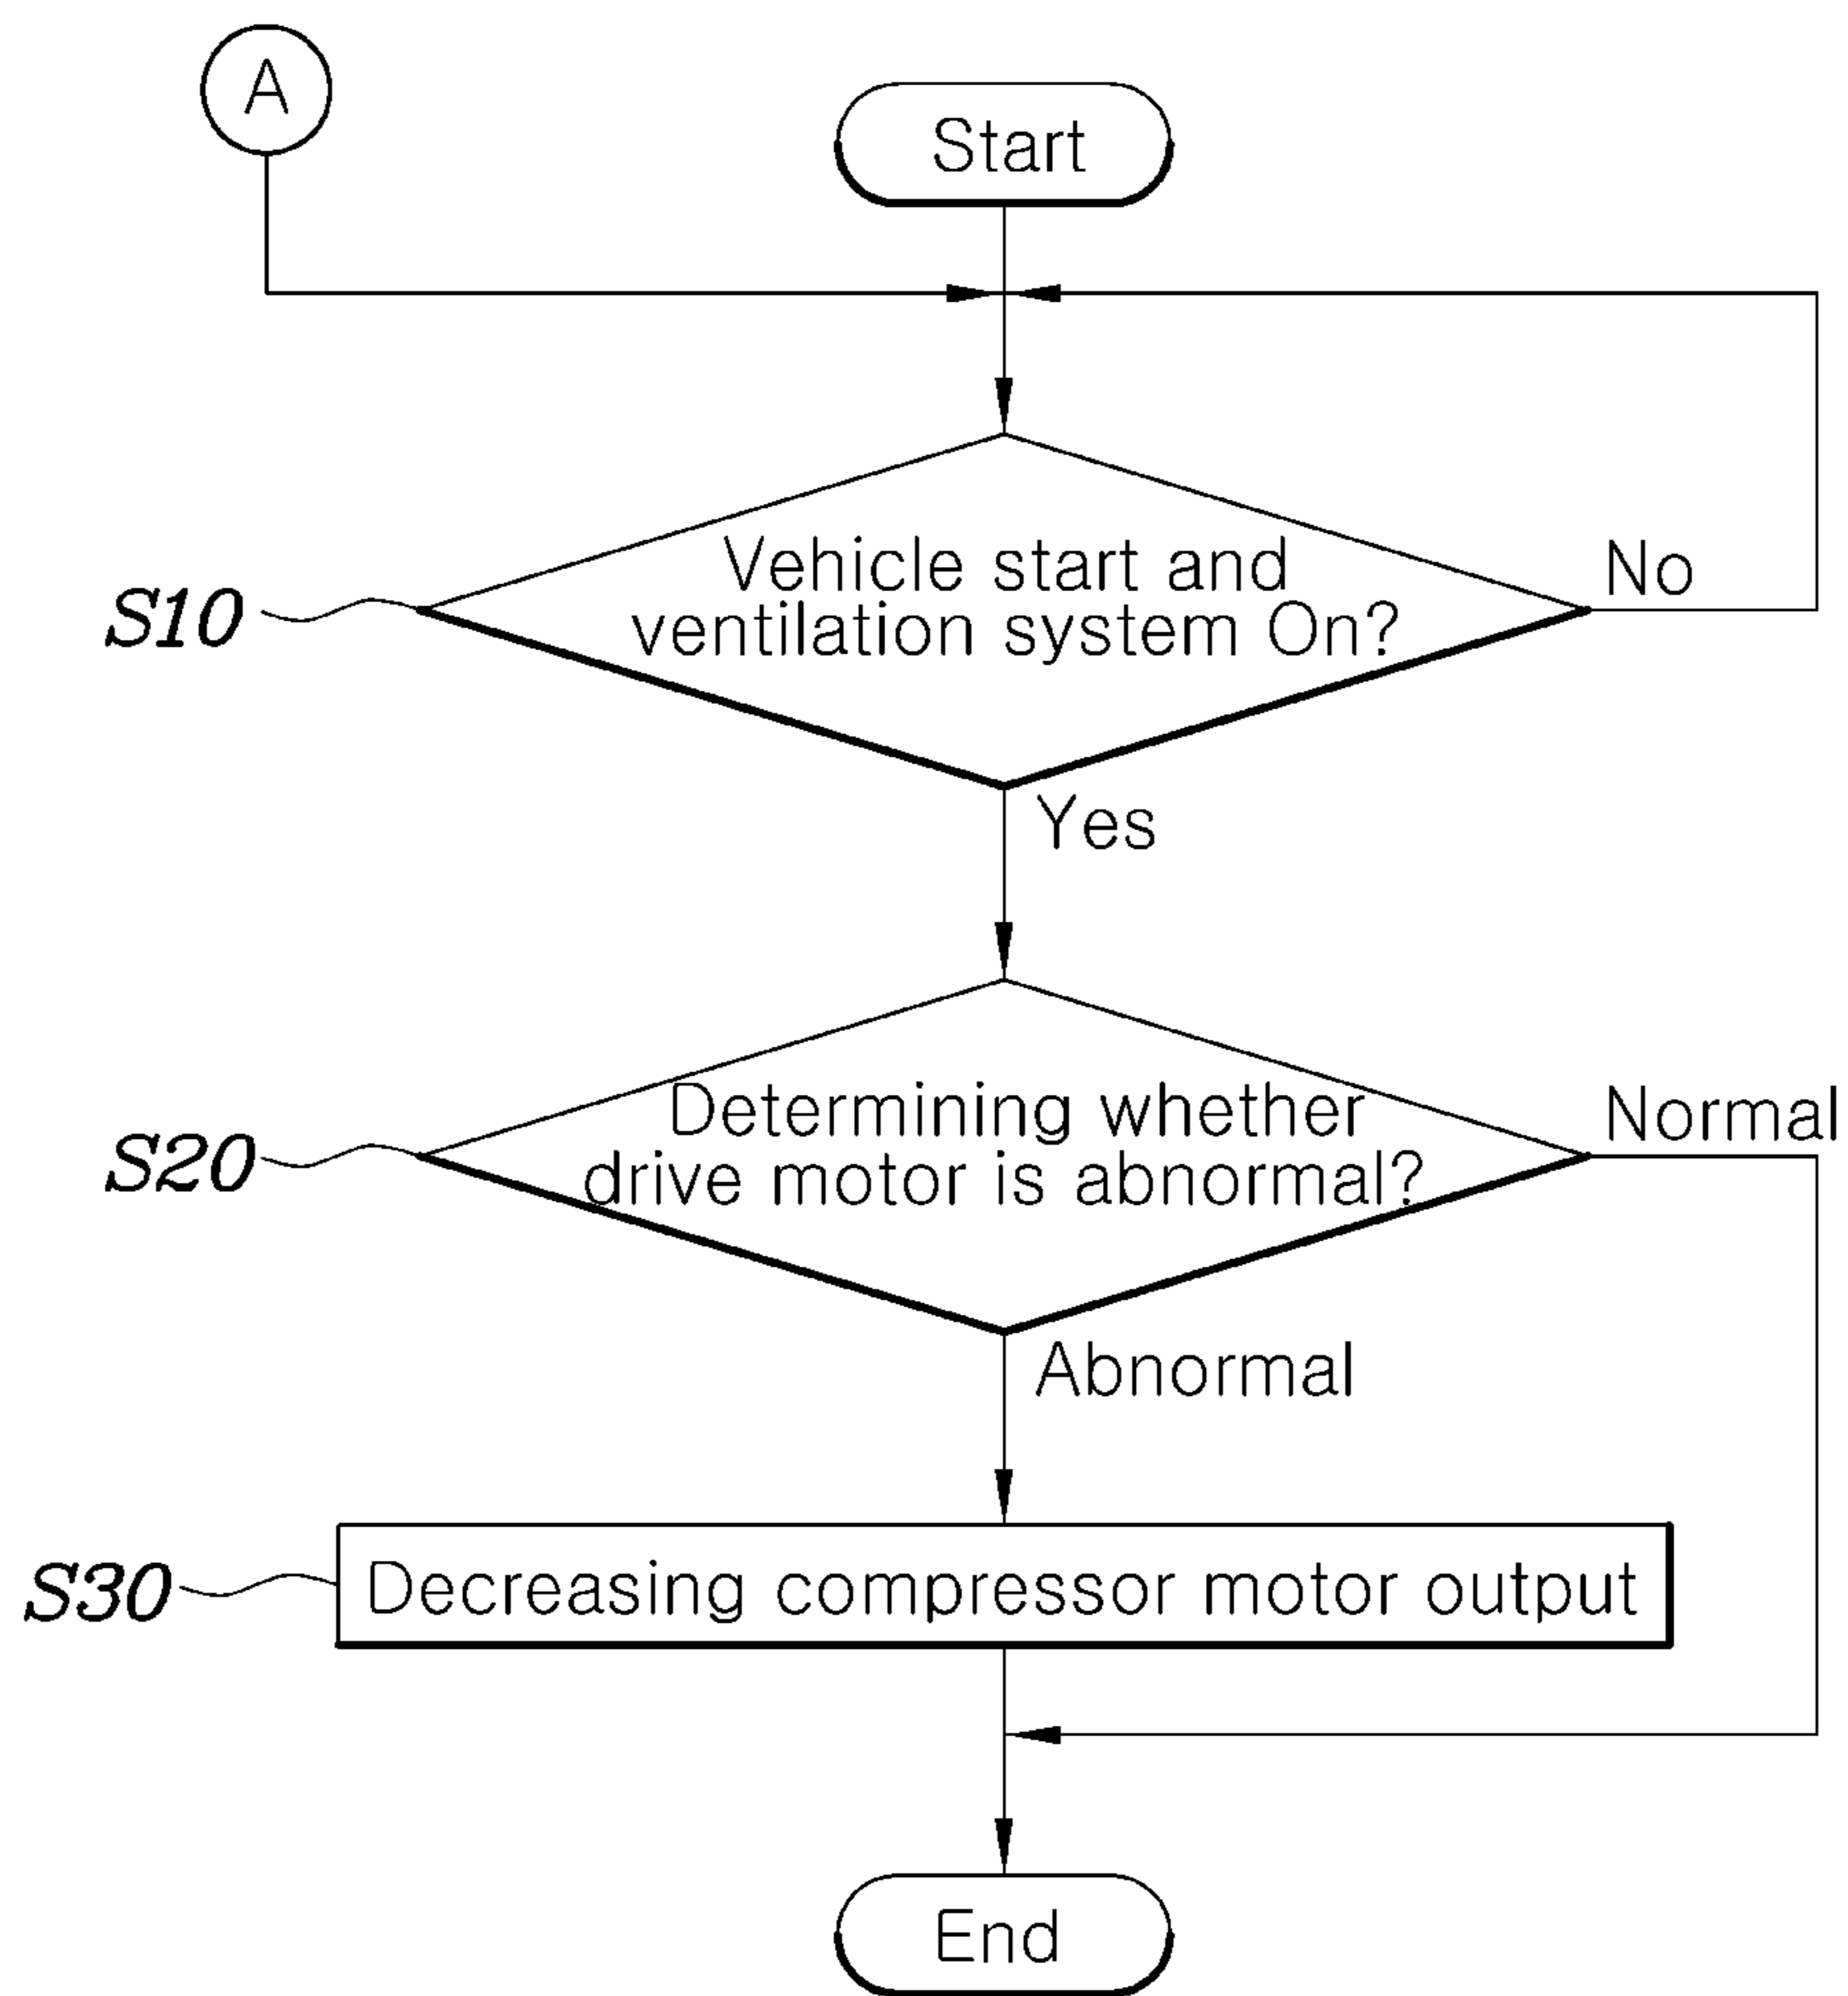 A
Start
Vehicle start and
ventilation system On?
No
S10
Yes
Determining whether
drive motor is abnormal?
Normal
S20
Abnormal
S30
Decreasing compressor motor output
End